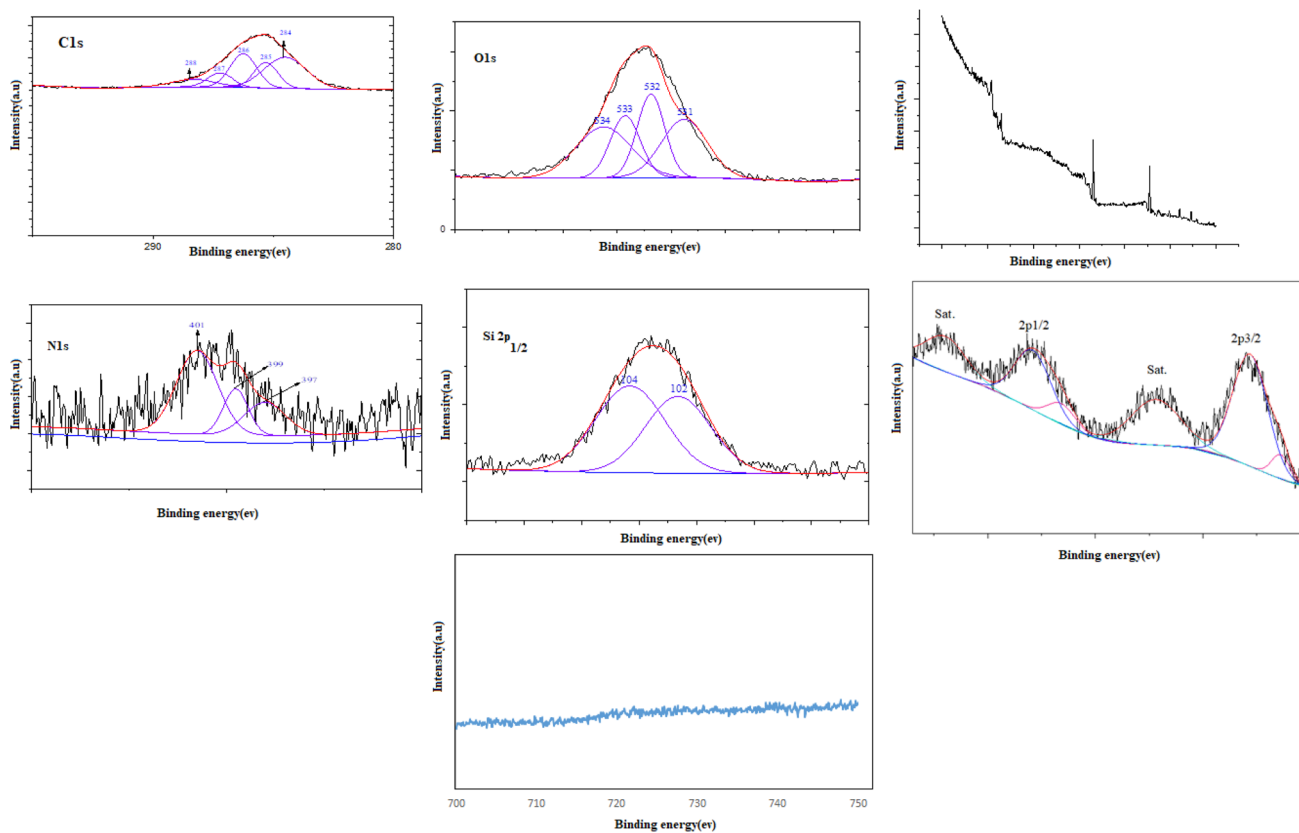 C1s
284
286
285
287
288
Intensity(a.u)
290
280
Binding energy(ev)
O1s
532
533
531
534
Intensity(a.u)
0
Binding energy(ev)
Intensity(a.u)
Binding energy(ev)
N1s
401
399
397
Intensity(a.u)
Binding energy(ev)
Si 2p
1/2
104
102
Intensity(a.u)
Binding energy(ev)
Sat.
2p1/2
Sat.
2p3/2
Intensity(a.u)
Binding energy(ev)
Intensity(a.u)
700
710
720
730
740
750
Binding energy(ev)